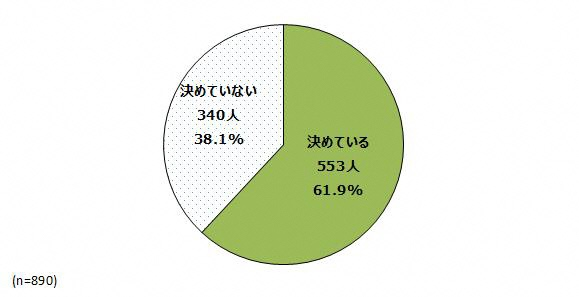 決めていない
340人
38.1%
決めている
553人
61.9%
(n=890)